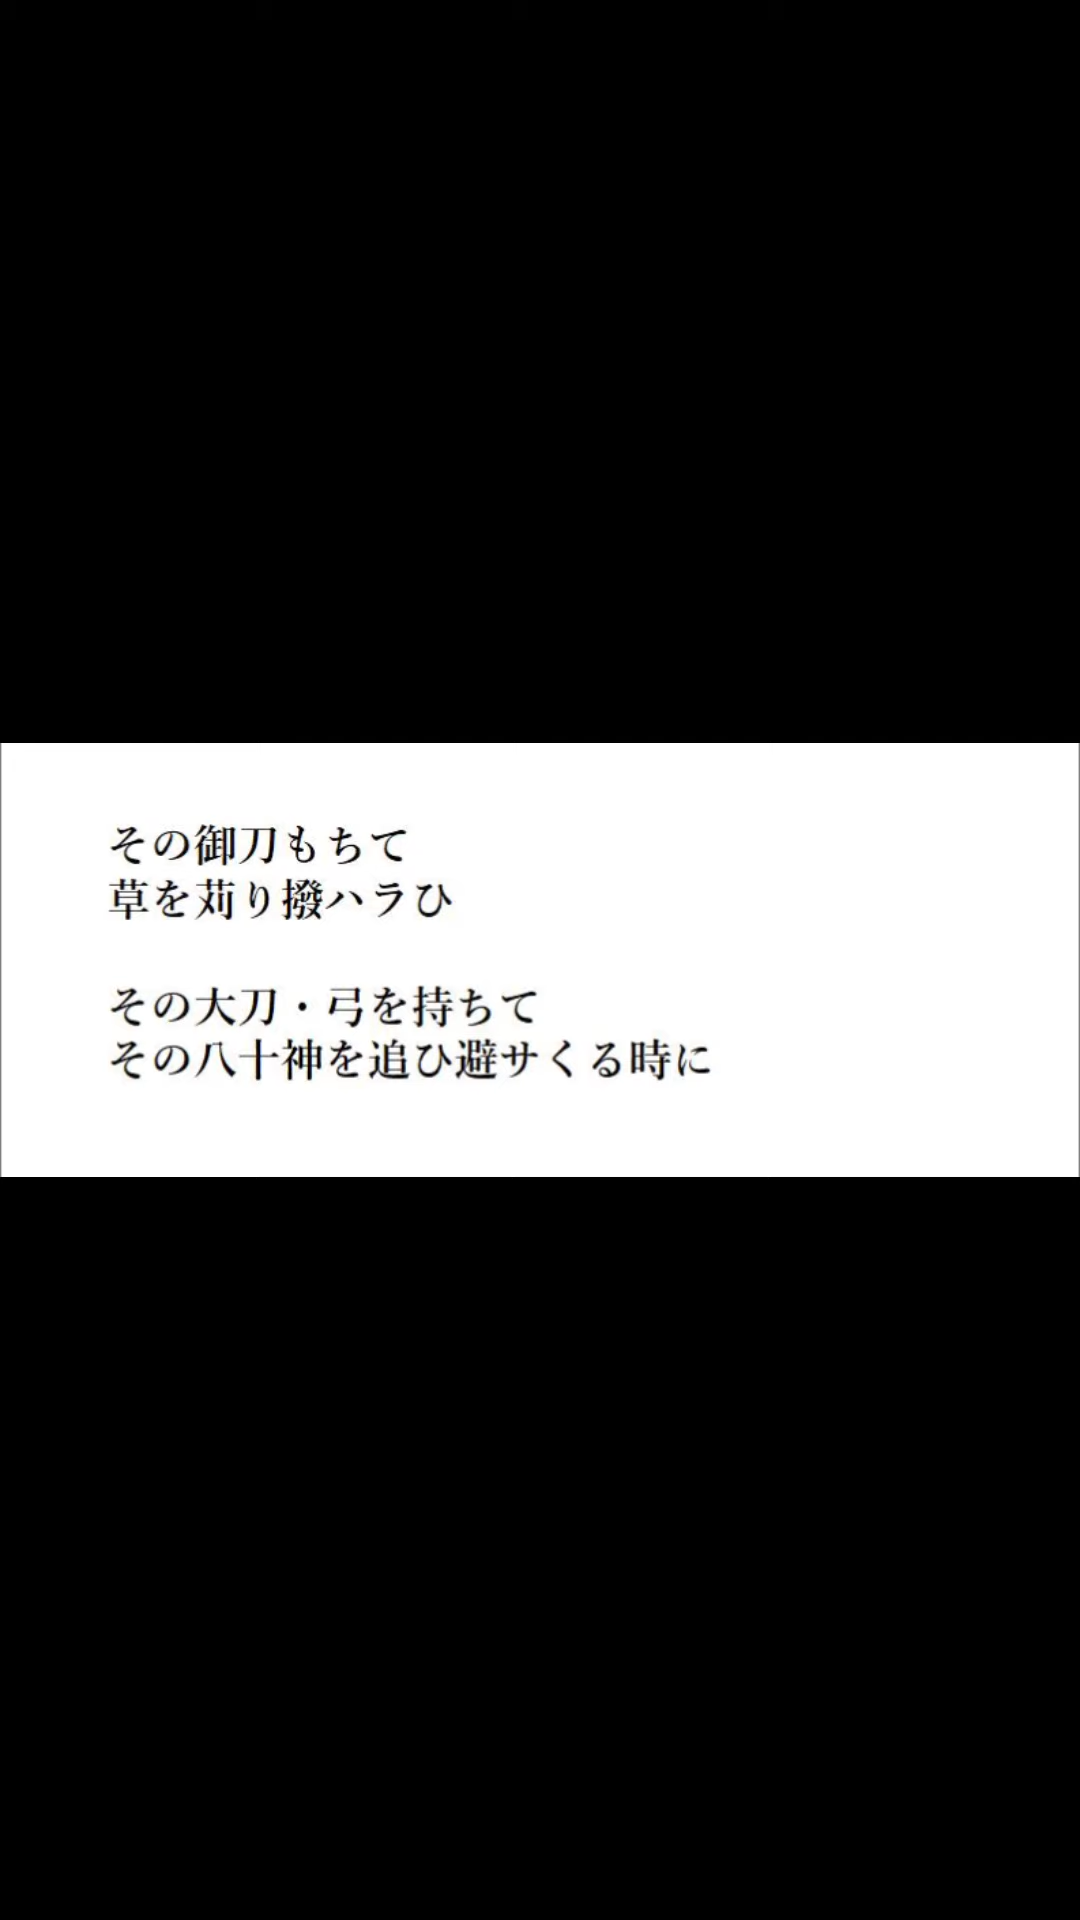 その御刀もちて
草を苅り撥ハラひ
その大刀・弓を持ちて
その八十神を追ひ避サくる時に